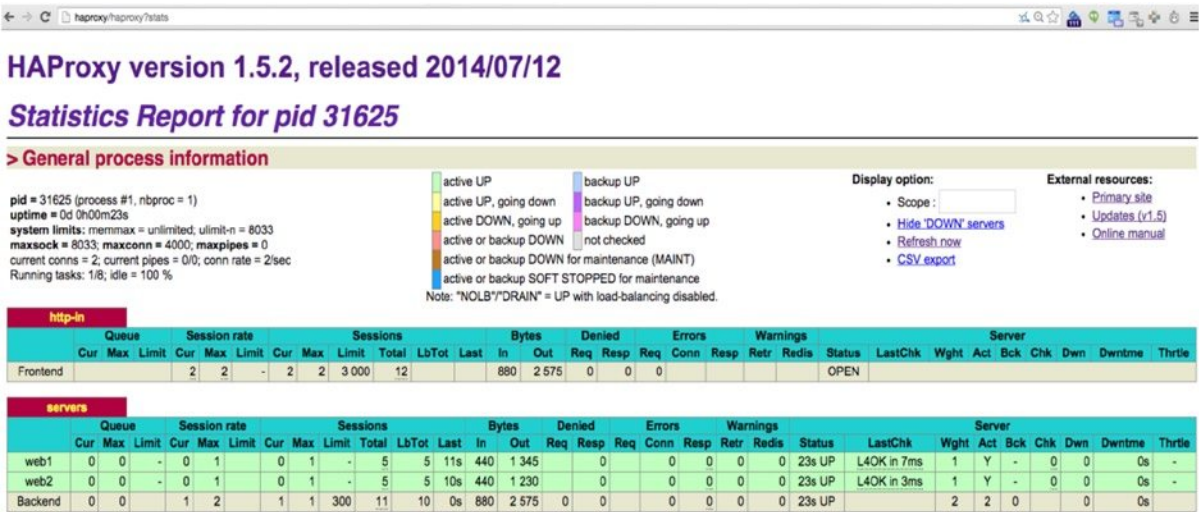 haproxy/haproxy?stats
HAProxy version 1.5.2, released 2014/07/12
Statistics Report for pid 31625
> General process information
pid = 31625 (process #1, nbproc = 1)
uptime = 0d 0h00m23s
system limits: memmax = unlimited; ulimit-n = 8033
maxsock = 8033; maxconn = 4000; maxpipes = 0
current conns = 2; current pipes = 0/0; conn rate = 2/sec
Running tasks: 1/8; idle = 100 %
active UP backup UP
active UP, going down backup UP, going down
active DOWN, going up backup DOWN, going up
active or backup DOWN not checked
active or backup DOWN for maintenance (MAINT)
active or backup SOFT STOPPED for maintenance
Note: "NOLB"/"DRAIN" = UP with load-balancing disabled.
Display option:
• Scope :
• Hide 'DOWN' servers
• Refresh now
• CSV export
External resources:
• Primary site
• Updates (v1.5)
• Online manual
http-in
Queue Session rate Sessions Bytes Denied Errors Warnings Server
Cur Max Limit Cur Max Limit Cur Max Limit Total LbTot Last In Out Req Resp Req Conn Resp Retr Redis Status LastChk Wght Act Bck Chk Dwn Dwntme Thrtle
Frontend 2 2 - 2 2 3 000 12 880 2 575 0 0 0 OPEN
servers
Queue Session rate Sessions Bytes Denied Errors Warnings Server
Cur Max Limit Cur Max Limit Cur Max Limit Total LbTot Last In Out Req Resp Req Conn Resp Retr Redis Status LastChk Wght Act Bck Chk Dwn Dwntme Thrtle
web1 0 0 - 0 1 0 1 - 5 5 11s 440 1 345 0 0 0 0 0 23s UP L4OK in 7ms 1 Y - 0 0 0s -
web2 0 0 - 0 1 0 1 - 5 5 10s 440 1 230 0 0 0 0 0 23s UP L4OK in 3ms 1 Y - 0 0 0s -
Backend 0 0 1 2 1 1 300 11 10 0s 880 2 575 0 0 0 0 0 0 23s UP 2 2 0 0 0s